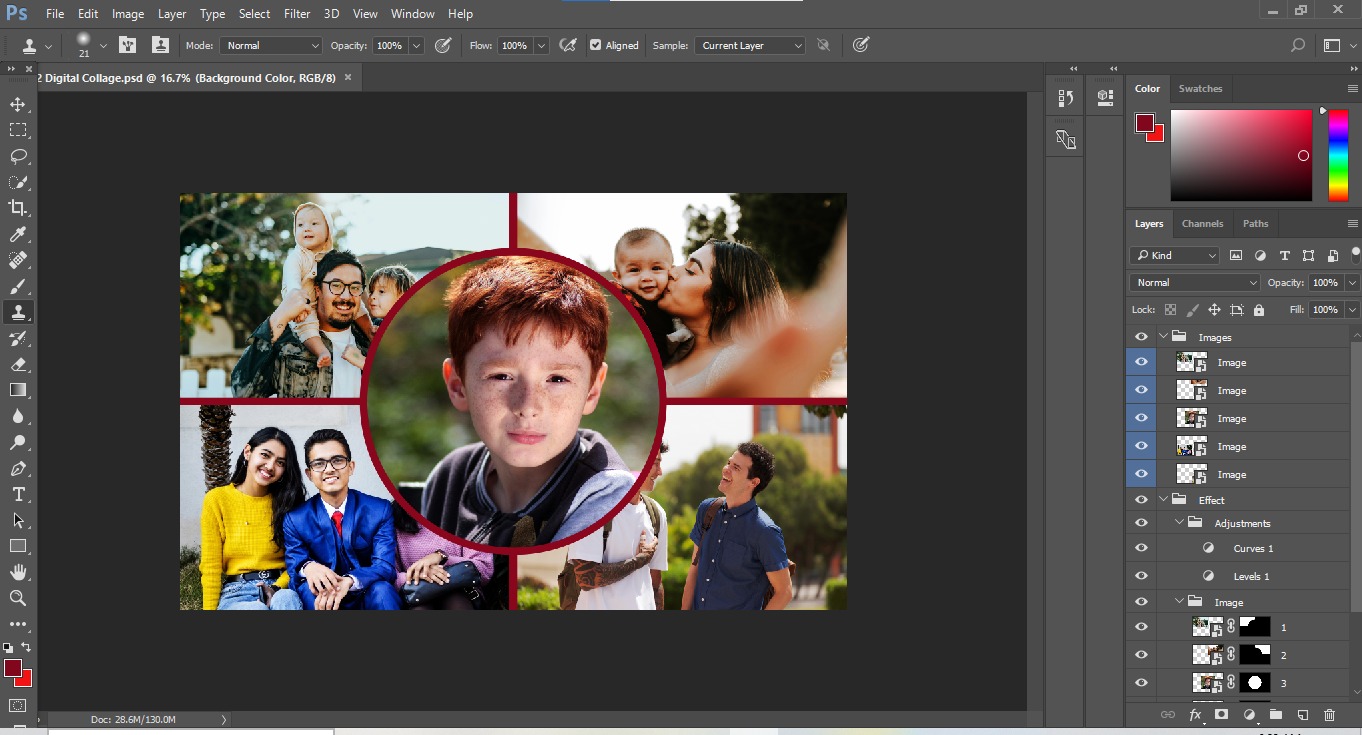 Ps File Edit Image Layer Type Select Filter 3D View Window Help
21 Mode: Normal Opacity: 100% Flow: 100% Aligned Sample: Current Layer
2 Digital Collage.psd @ 16.7% (Background Color, RGB/8) ×
Color Swatches
Layers Channels Paths
Kind
Normal Opacity: 100%
Lock: Fill: 100%
Images
Image
Image
Image
Image
Image
Effect
Adjustments
Curves 1
Levels 1
Image
1
2
3
fx
Doc: 28.6M/130.0M